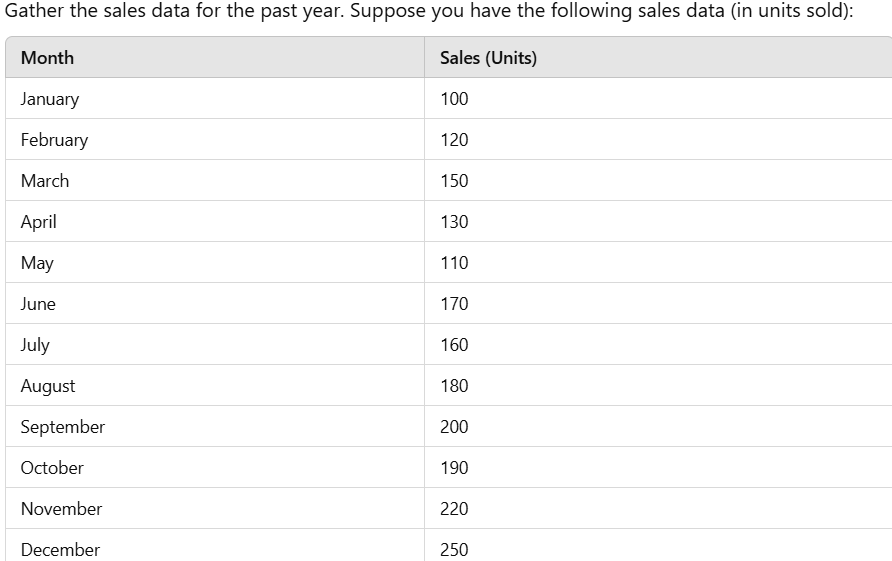 Gather the sales data for the past year. Suppose you have the following sales data (in units sold):
Month Sales (Units)
January 100
February 120
March 150
April 130
May 110
June 170
July 160
August 180
September 200
October 190
November 220
December 250